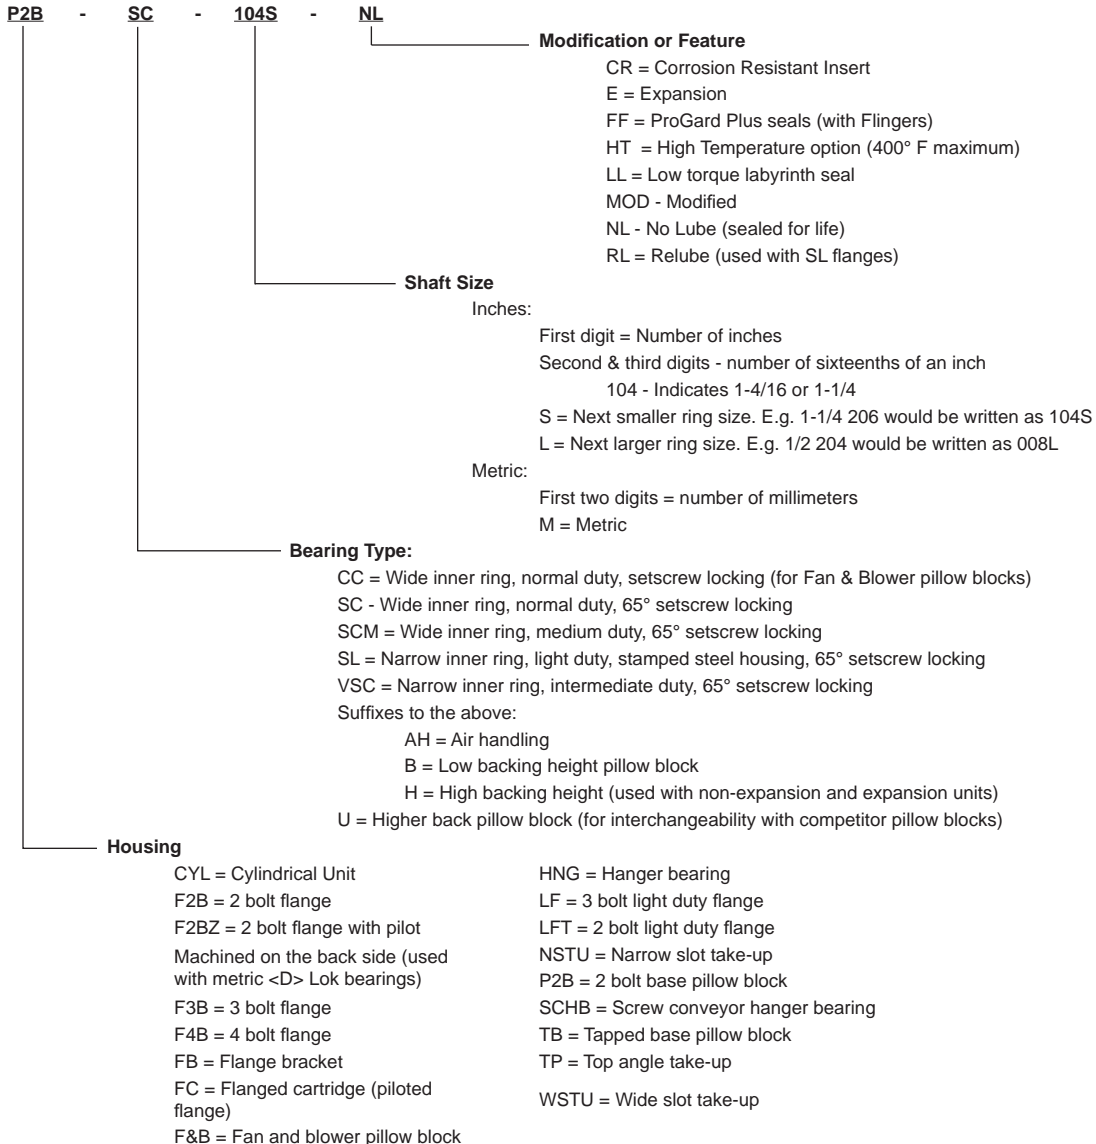 P2B - SC - 104S - NL
Modification or Feature
CR = Corrosion Resistant Insert
E = Expansion
FF = ProGard Plus seals (with Flingers)
HT = High Temperature option (400° F maximum)
LL = Low torque labyrinth seal
MOD - Modified
NL - No Lube (sealed for life)
RL = Relube (used with SL flanges)
Shaft Size
Inches:
First digit = Number of inches
Second & third digits - number of sixteenths of an inch
104 - Indicates 1-4/16 or 1-1/4
S = Next smaller ring size. E.g. 1-1/4 206 would be written as 104S
L = Next larger ring size. E.g. 1/2 204 would be written as 008L
Metric:
First two digits = number of millimeters
M = Metric
Bearing Type:
CC = Wide inner ring, normal duty, setscrew locking (for Fan & Blower pillow blocks)
SC - Wide inner ring, normal duty, 65° setscrew locking
SCM = Wide inner ring, medium duty, 65° setscrew locking
SL = Narrow inner ring, light duty, stamped steel housing, 65° setscrew locking
VSC = Narrow inner ring, intermediate duty, 65° setscrew locking
Suffixes to the above:
AH = Air handling
B = Low backing height pillow block
H = High backing height (used with non-expansion and expansion units)
U = Higher back pillow block (for interchangeability with competitor pillow blocks)
Housing
CYL = Cylindrical Unit
F2B = 2 bolt flange
F2BZ = 2 bolt flange with pilot
Machined on the back side (used
with metric <D> Lok bearings)
F3B = 3 bolt flange
F4B = 4 bolt flange
FB = Flange bracket
FC = Flanged cartridge (piloted
flange)
F&B = Fan and blower pillow block
HNG = Hanger bearing
LF = 3 bolt light duty flange
LFT = 2 bolt light duty flange
NSTU = Narrow slot take-up
P2B = 2 bolt base pillow block
SCHB = Screw conveyor hanger bearing
TB = Tapped base pillow block
TP = Top angle take-up
WSTU = Wide slot take-up